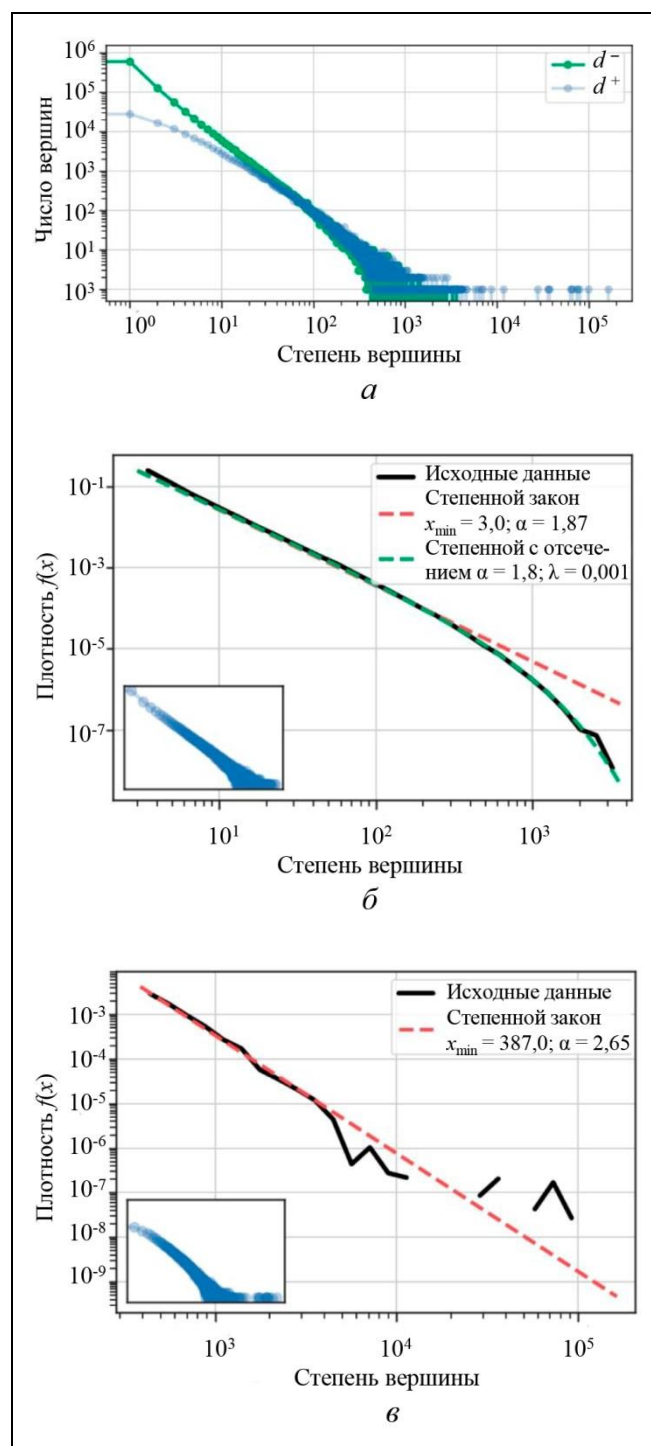 10⁶
10⁵
10⁴
10³
10²
10¹
10³
Число вершин
d⁻
d⁺
10⁰ 10¹ 10² 10³ 10⁴ 10⁵
Степень вершины
а
10⁻¹
10⁻³
10⁻⁵
10⁻⁷
Плотность f(x)
Исходные данные
Степенной закон
xmin = 3,0; α = 1,87
Степенной с отсече-
нием α = 1,8; λ = 0,001
10¹ 10² 10³
Степень вершины
б
10⁻³
10⁻⁴
10⁻⁵
10⁻⁶
10⁻⁷
10⁻⁸
10⁻⁹
Плотность f(x)
Исходные данные
Степенной закон
xmin = 387,0; α = 2,65
10³ 10⁴ 10⁵
Степень вершины
в